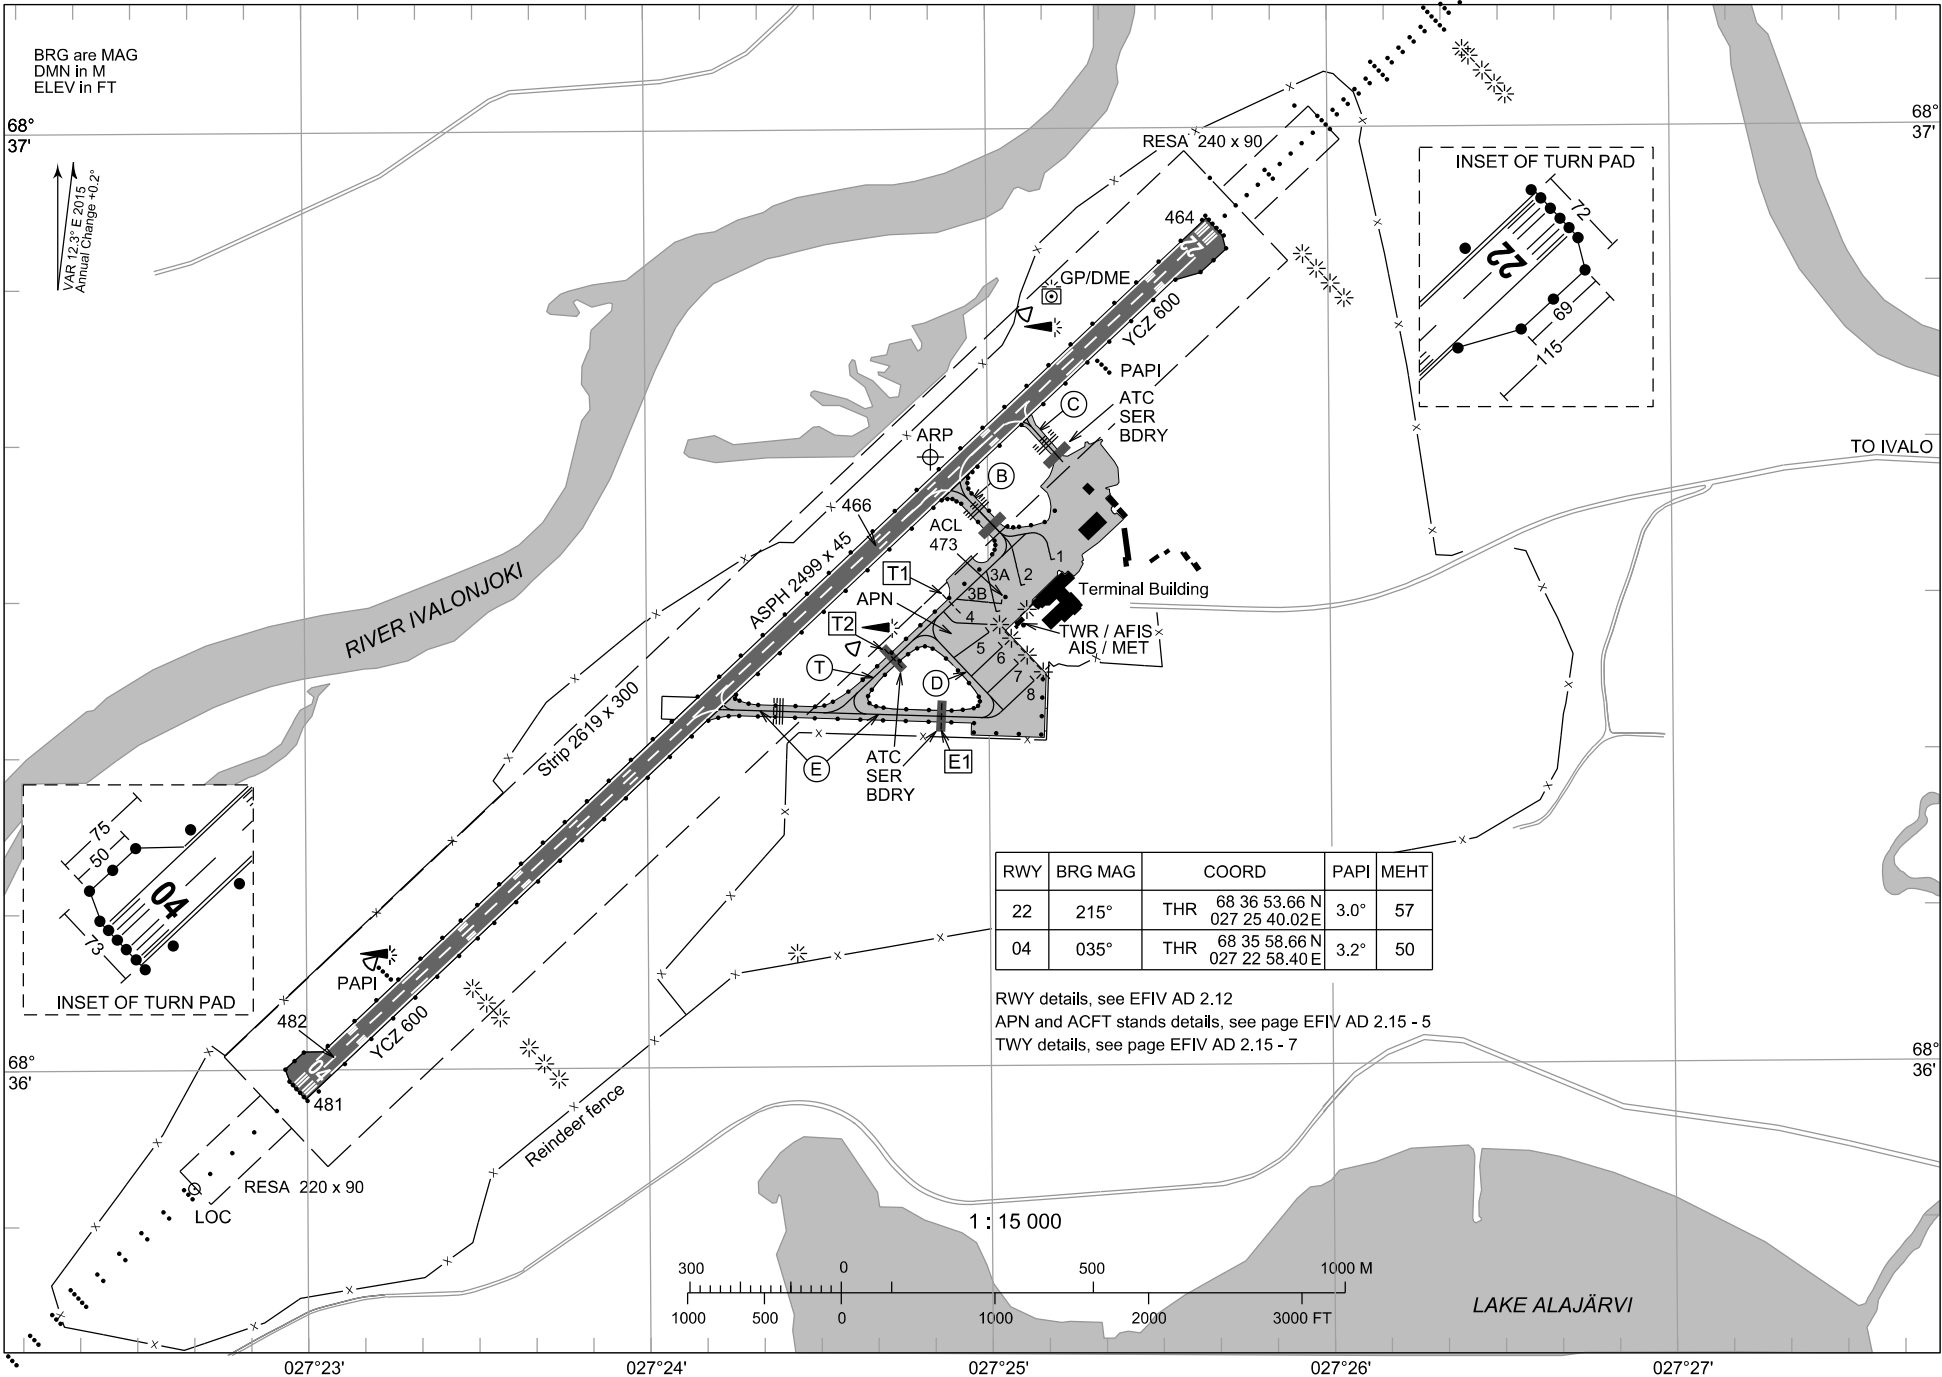 BRG are MAG
DMN in M
ELEV in FT
68°
37'
68°
37'
VAR 12.3° E 2015
Annual Change +0.2°
RESA 240 x 90
INSET OF TURN PAD
72
22
69
115
464
22
GP/DME
YCZ 600
PAPI
C
ATC
SER
BDRY
ARP
TO IVALO
B
466
ACL
473
ASPH 2499 x 45
T1
1
2
3A
3B
APN
4
Terminal Building
RIVER IVALONJOKI
T2
TWR / AFIS
AIS / MET
5
6
7
8
T
D
Strip 2619 x 300
E
ATC
SER
BDRY
E1
75
50
04
73
INSET OF TURN PAD
RWY BRG MAG COORD PAPI MEHT
22 215° THR 68 36 53.66 N 3.0° 57
027 25 40.02 E
04 035° THR 68 35 58.66 N 3.2° 50
027 22 58.40 E
PAPI
482
YCZ 600
RWY details, see EFIV AD 2.12
APN and ACFT stands details, see page EFIV AD 2.15 - 5
TWY details, see page EFIV AD 2.15 - 7
68°
36'
68°
36'
04
481
Reindeer fence
RESA 220 x 90
LOC
1 : 15 000
300 0 500 1000 M
1000 500 0 1000 2000 3000 FT
LAKE ALAJÄRVI
027°23' 027°24' 027°25' 027°26' 027°27'